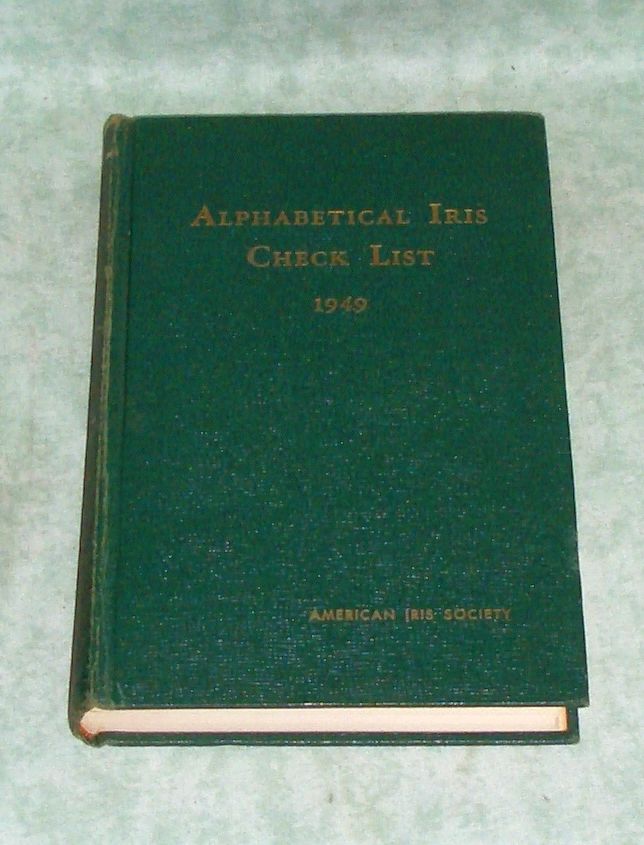 Alphabetical Iris
Check List
1949
AMERICAN IRIS SOCIETY